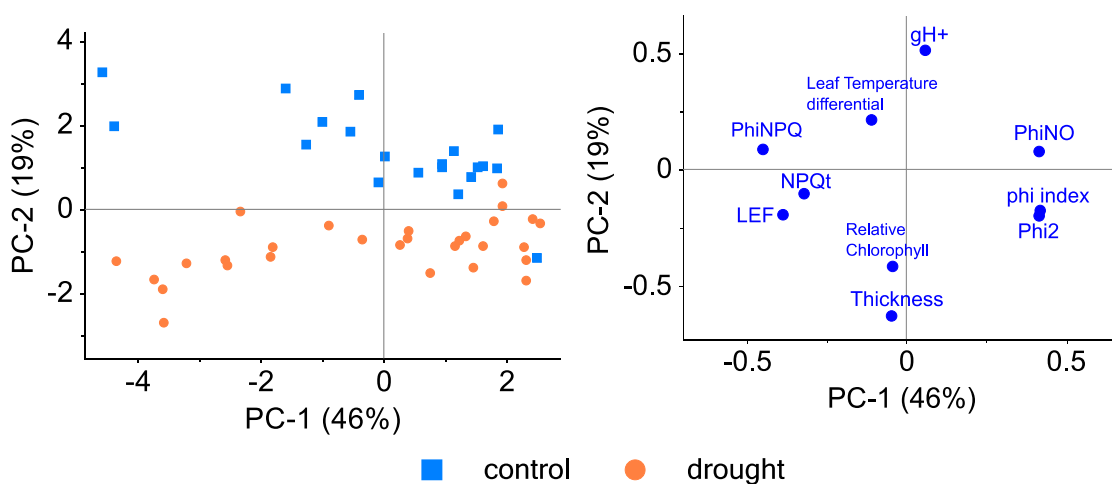 4
2
0
-2
PC-2 (19%)
-4
-2
0
2
PC-1 (46%)
gH+
0.5
Leaf Temperature
differential
PhiNPQ
PhiNO
0
NPQt
phi index
LEF
Phi2
Relative
Chlorophyll
Thickness
-0.5
PC-2 (19%)
-0.5
0
0.5
PC-1 (46%)
control
drought